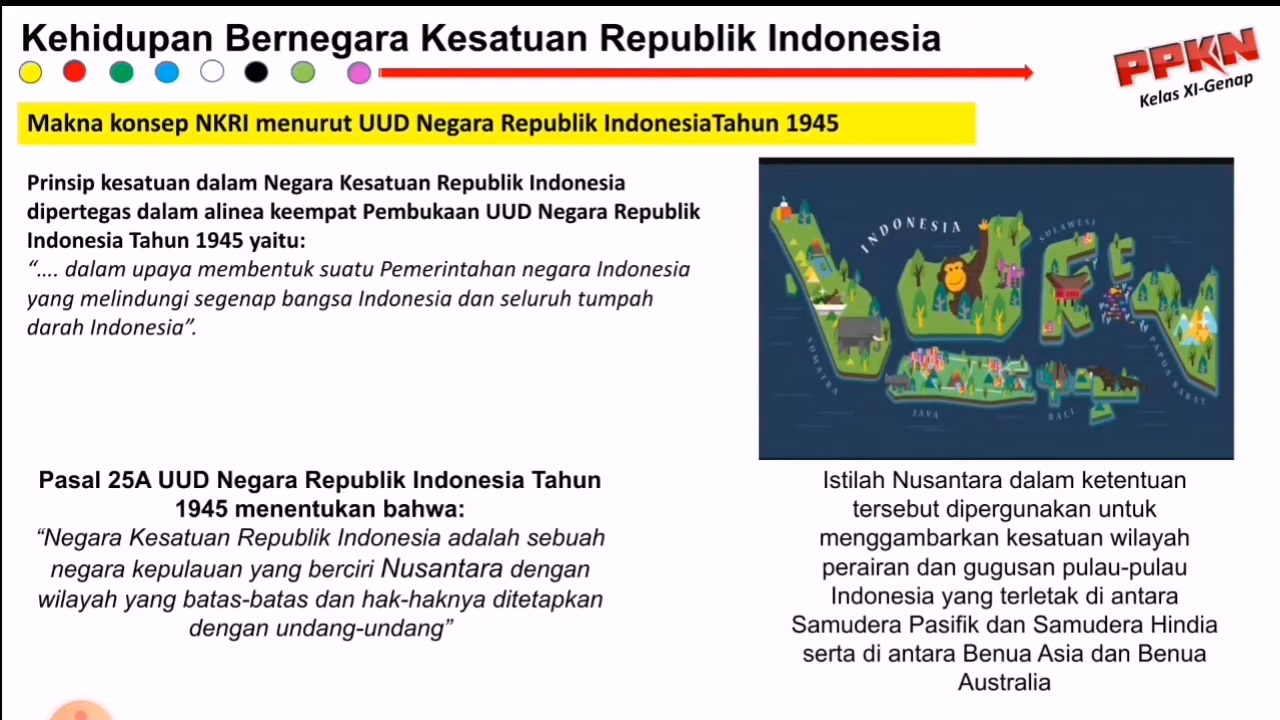 Kehidupan Bernegara Kesatuan Republik Indonesia
PPKN
Kelas XI-Genap
Makna konsep NKRI menurut UUD Negara Republik IndonesiaTahun 1945
Prinsip kesatuan dalam Negara Kesatuan Republik Indonesia
dipertegas dalam alinea keempat Pembukaan UUD Negara Republik
Indonesia Tahun 1945 yaitu:
“.... dalam upaya membentuk suatu Pemerintahan negara Indonesia
yang melindungi segenap bangsa Indonesia dan seluruh tumpah
darah Indonesia”.
INDONESIA
SULAWESI
SUMATRA
JAVA
BALI
PAPUA BARAT
Pasal 25A UUD Negara Republik Indonesia Tahun
1945 menentukan bahwa:
“Negara Kesatuan Republik Indonesia adalah sebuah
negara kepulauan yang berciri Nusantara dengan
wilayah yang batas-batas dan hak-haknya ditetapkan
dengan undang-undang”
Istilah Nusantara dalam ketentuan
tersebut dipergunakan untuk
menggambarkan kesatuan wilayah
perairan dan gugusan pulau-pulau
Indonesia yang terletak di antara
Samudera Pasifik dan Samudera Hindia
serta di antara Benua Asia dan Benua
Australia